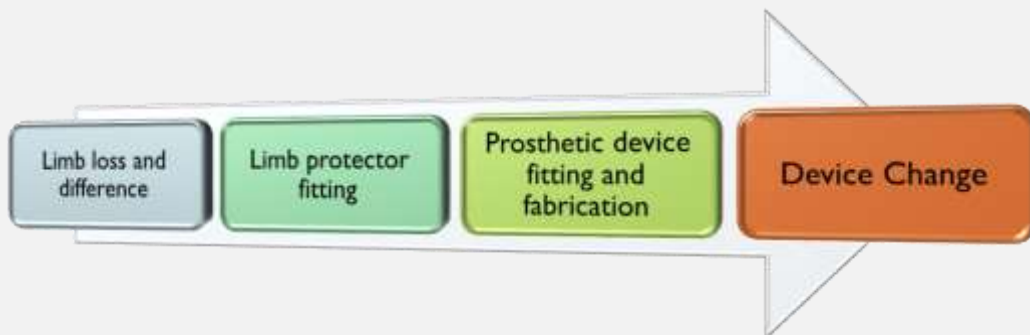 Limb loss and
difference
Limb protector
fitting
Prosthetic device
fitting and
fabrication
Device Change